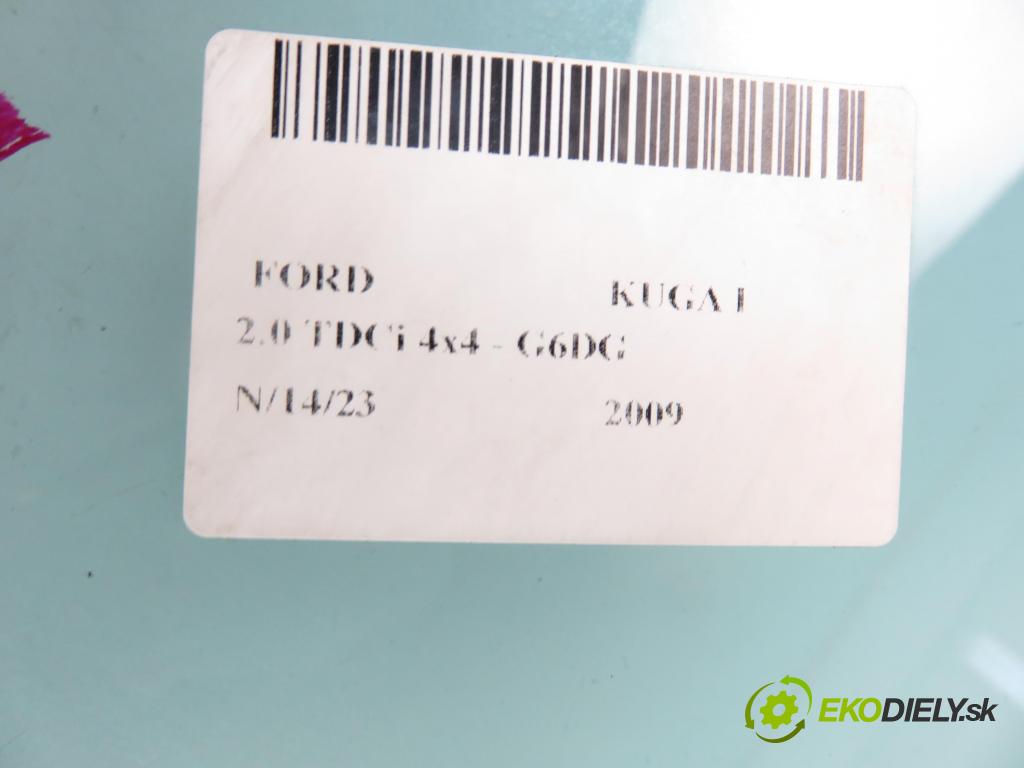 FORD KUGA I
2.0 TDCi 4x4 - G6DG
N/14/23 2009
EKODIELY.sk